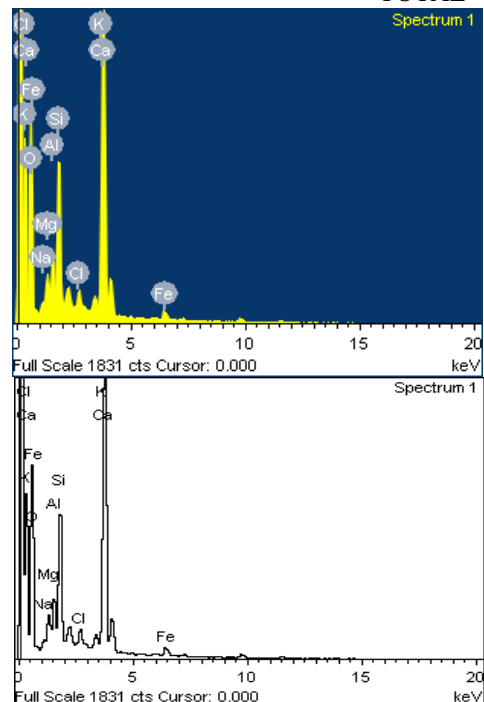 Spectrum 1
Cl K
Ca Ca
Fe
K Si
O Al
Mg
Na Cl Fe
0 5 10 15 20
Full Scale 1831 cts Cursor: 0.000 keV
Spectrum 1
Cl K
Ca Ca
Fe
K Si
O Al
Mg
Na Cl
Fe
0 5 10 15 20
Full Scale 1831 cts Cursor: 0.000 keV